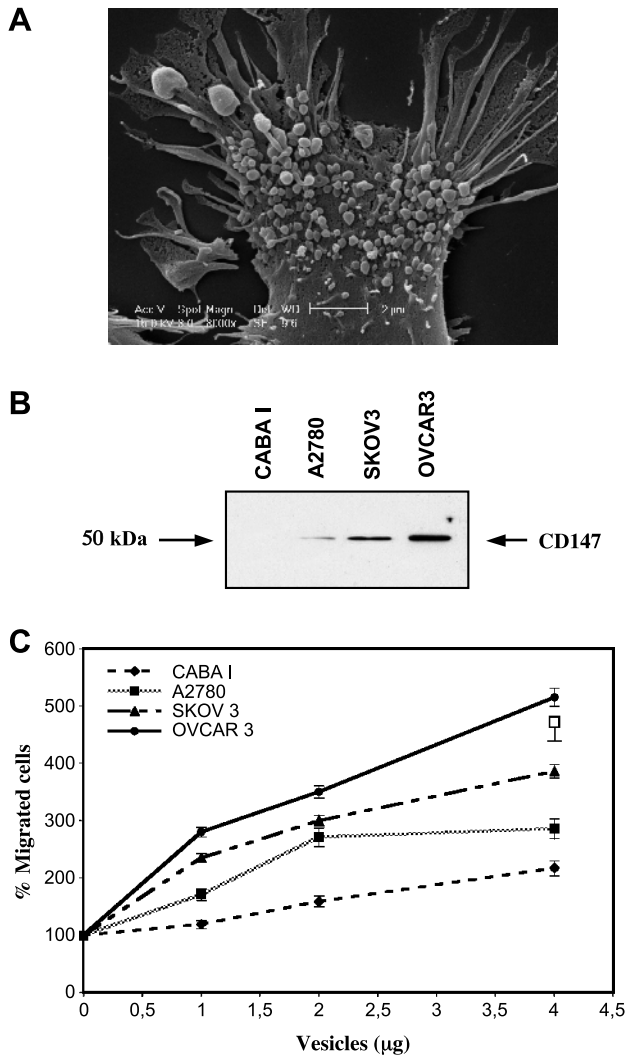 A
Acc.V Spot Magn Det WD
2 µm
B
CABA I
A2780
SKOV3
OVCAR3
50 kDa
CD147
C
600
500
400
300
200
100
0
% Migrated cells
CABA I
A2780
SKOV 3
OVCAR 3
0 0,5 1 1,5 2 2,5 3 3,5 4 4,5
Vesicles (µg)